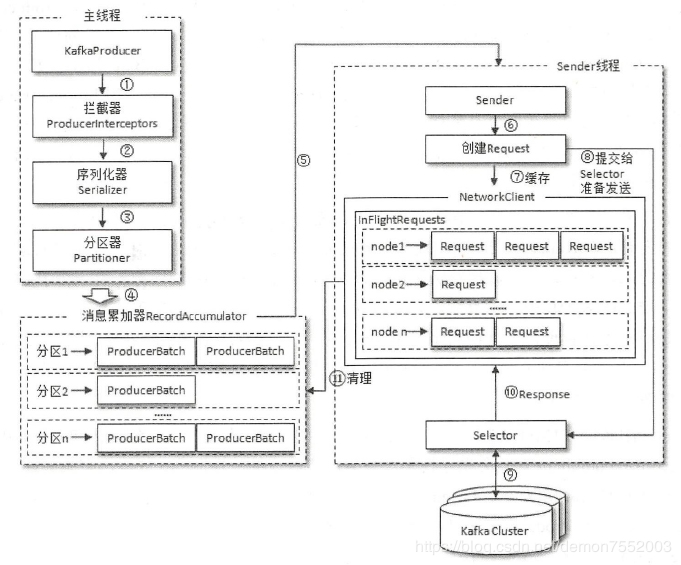 主线程
KafkaProducer
①
拦截器
ProducerInterceptors
②
序列化器
Serializer
③
分区器
Partitioner
④
消息累加器RecordAccumulator
分区1
ProducerBatch
ProducerBatch
分区2
ProducerBatch
......
分区n
ProducerBatch
ProducerBatch
⑤
Sender线程
Sender
⑥
创建Request
⑦缓存
⑧提交给
Selector
准备发送
NetworkClient
InFlightRequests
node1
Request
Request
Request
node2
Request
......
node n
Request
Request
⑪清理
⑩Response
Selector
⑨
Kafka Cluster
https://blog.csdn.net/demon7552003